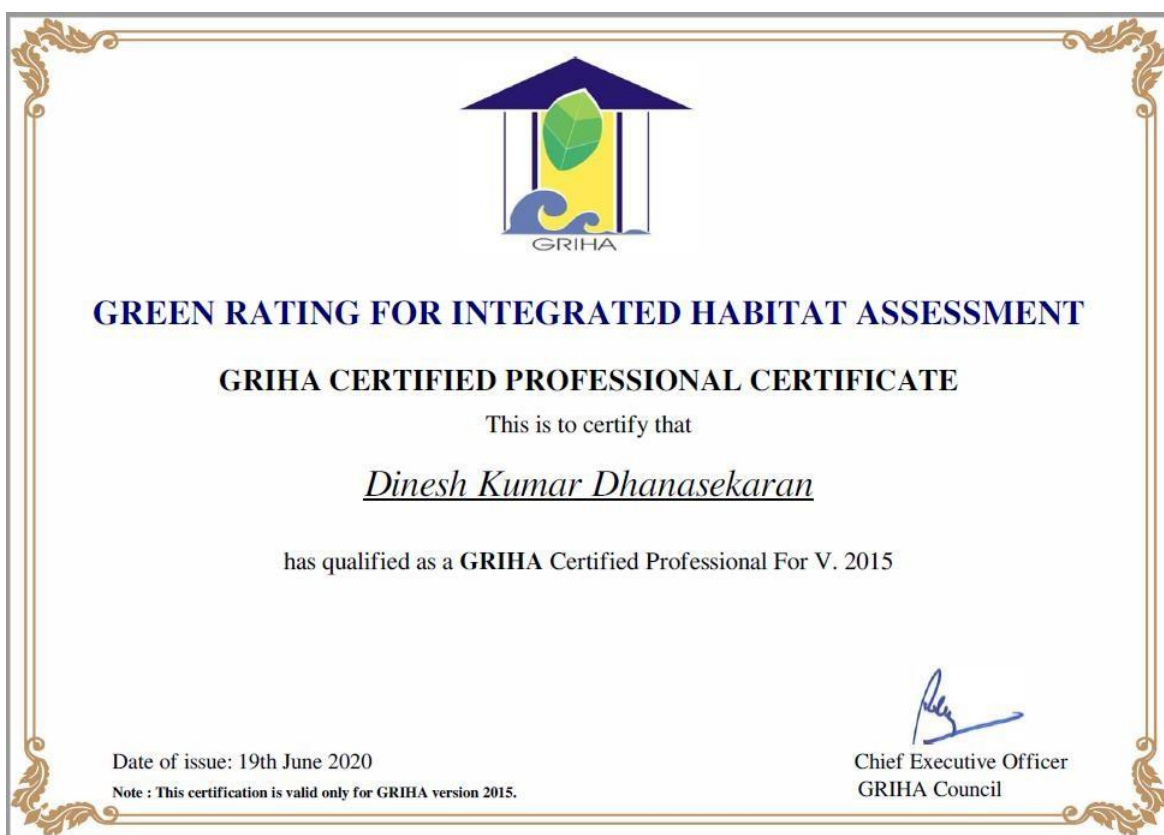 GRIHA
GREEN RATING FOR INTEGRATED HABITAT ASSESSMENT
GRIHA CERTIFIED PROFESSIONAL CERTIFICATE
This is to certify that
Dinesh Kumar Dhanasekaran
has qualified as a GRIHA Certified Professional For V. 2015
Date of issue: 19th June 2020
Note : This certification is valid only for GRIHA version 2015.
Chief Executive Officer
GRIHA Council